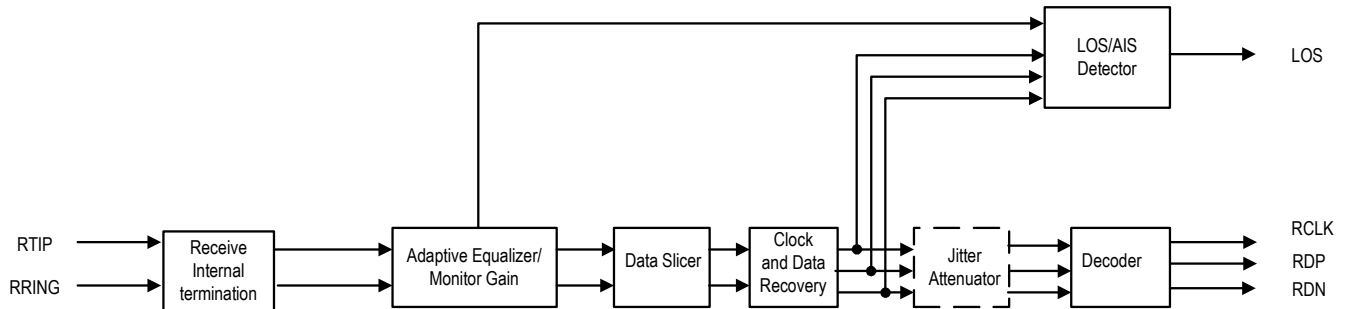 LOS/AIS
Detector
LOS
RTIP
RRING
Receive
Internal
termination
Adaptive Equalizer/
Monitor Gain
Data Slicer
Clock
and Data
Recovery
Jitter
Attenuator
Decoder
RCLK
RDP
RDN